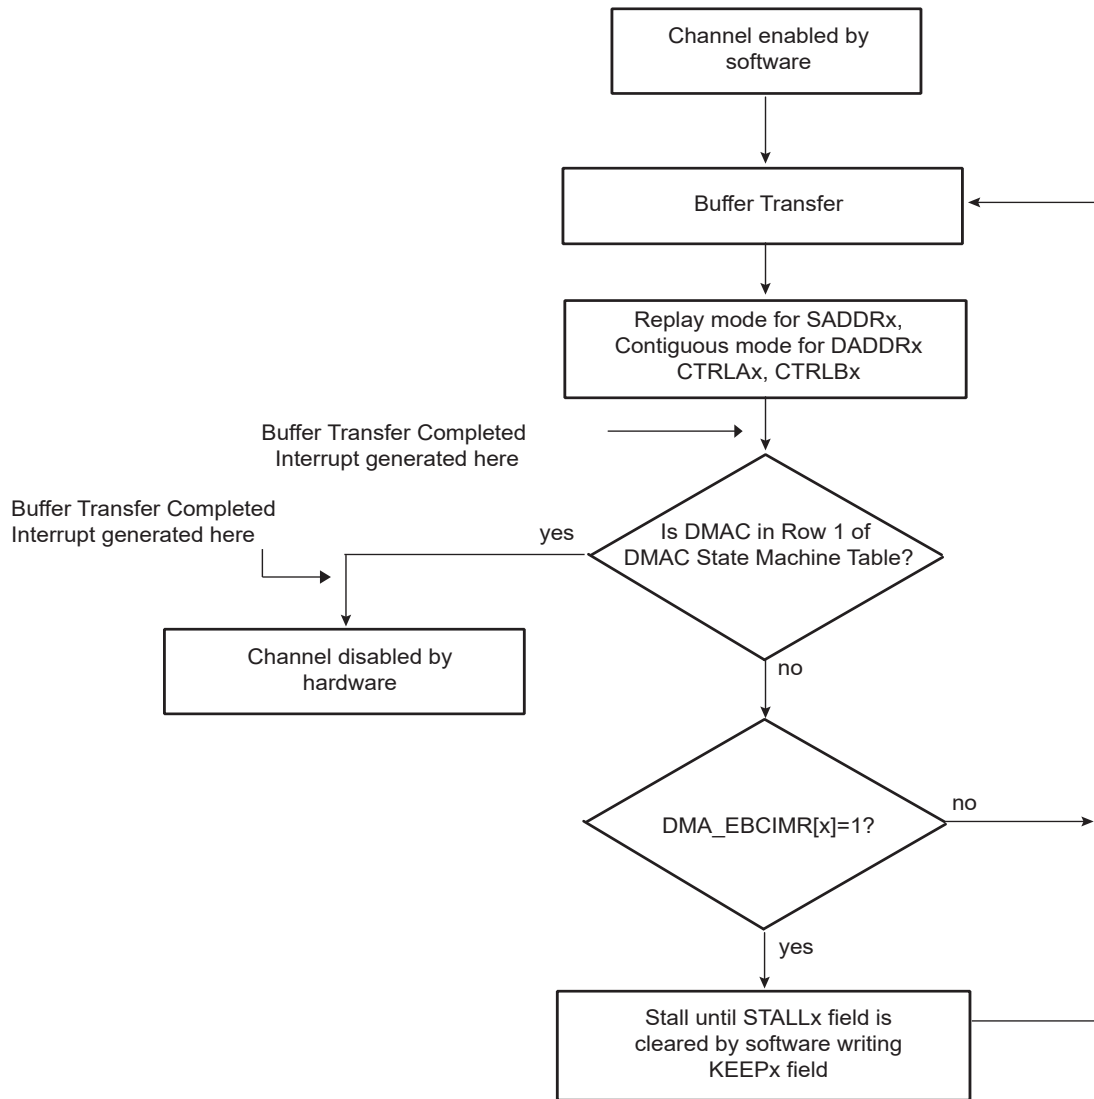 Channel enabled by
software
Buffer Transfer
Replay mode for SADDRx,
Contiguous mode for DADDRx
CTRLAx, CTRLBx
Buffer Transfer Completed
Interrupt generated here
Buffer Transfer Completed
Interrupt generated here
yes
Is DMAC in Row 1 of
DMAC State Machine Table?
Channel disabled by
hardware
no
DMA_EBCIMR[x]=1?
no
yes
Stall until STALLx field is
cleared by software writing
KEEPx field